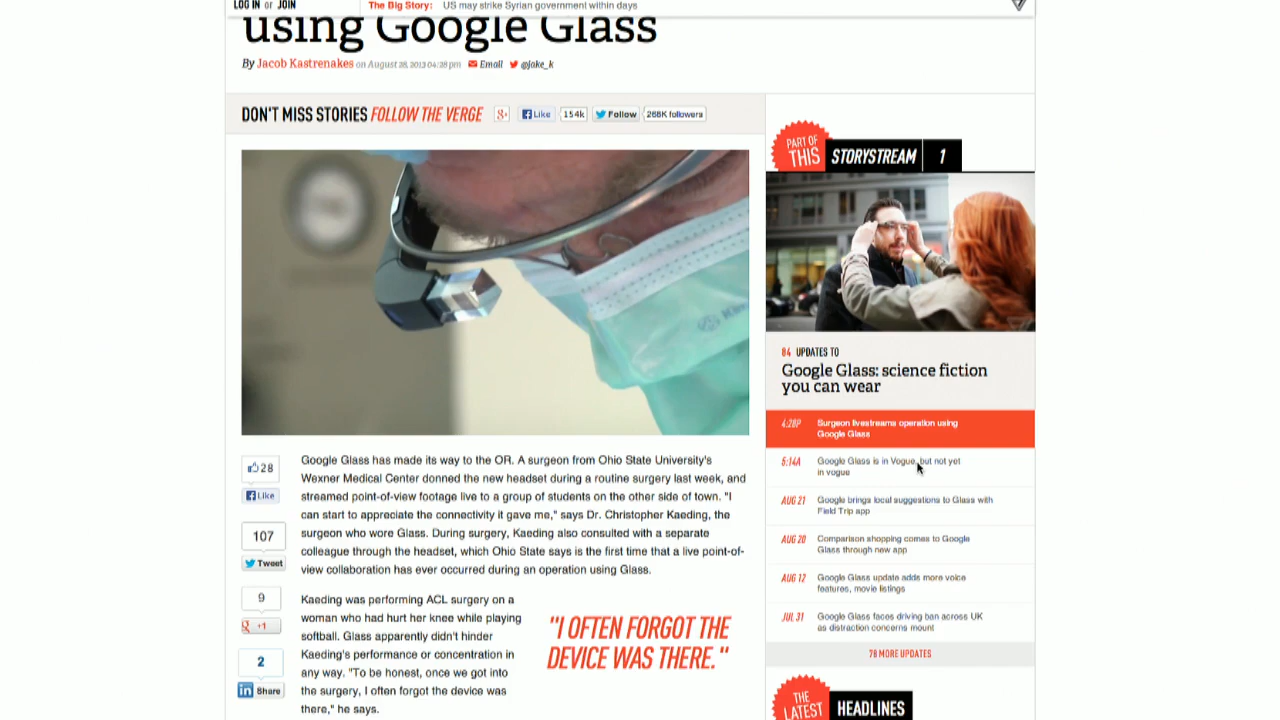 LOG IN or JOIN
The Big Story: US may strike Syrian government within days
using Google Glass
By Jacob Kastrenakes on August 28, 2013 04:28 pm Email @jake_k
DON'T MISS STORIES FOLLOW THE VERGE
Like 154k Follow 268K followers
PART OF THIS
STORYSTREAM 1
84 UPDATES TO
Google Glass: science fiction
you can wear
4:28P Surgeon livestreams operation using
Google Glass
5:14A Google Glass is in Vogue, but not yet
in vogue
AUG 21 Google brings local suggestions to Glass with
Field Trip app
AUG 20 Comparison shopping comes to Google
Glass through new app
AUG 12 Google Glass update adds more voice
features, movie listings
JUL 31 Google Glass faces driving ban across UK
as distraction concerns mount
78 MORE UPDATES
THE LATEST
HEADLINES
28
Like
107
Tweet
9
+1
2
in Share
Google Glass has made its way to the OR. A surgeon from Ohio State University's
Wexner Medical Center donned the new headset during a routine surgery last week, and
streamed point-of-view footage live to a group of students on the other side of town. "I
can start to appreciate the connectivity it gave me," says Dr. Christopher Kaeding, the
surgeon who wore Glass. During surgery, Kaeding also consulted with a separate
colleague through the headset, which Ohio State says is the first time that a live point-of-
view collaboration has ever occurred during an operation using Glass.
Kaeding was performing ACL surgery on a
woman who had hurt her knee while playing
softball. Glass apparently didn't hinder
Kaeding's performance or concentration in
any way. "To be honest, once we got into
the surgery, I often forgot the device was
there," he says.
"I OFTEN FORGOT THE
DEVICE WAS THERE."